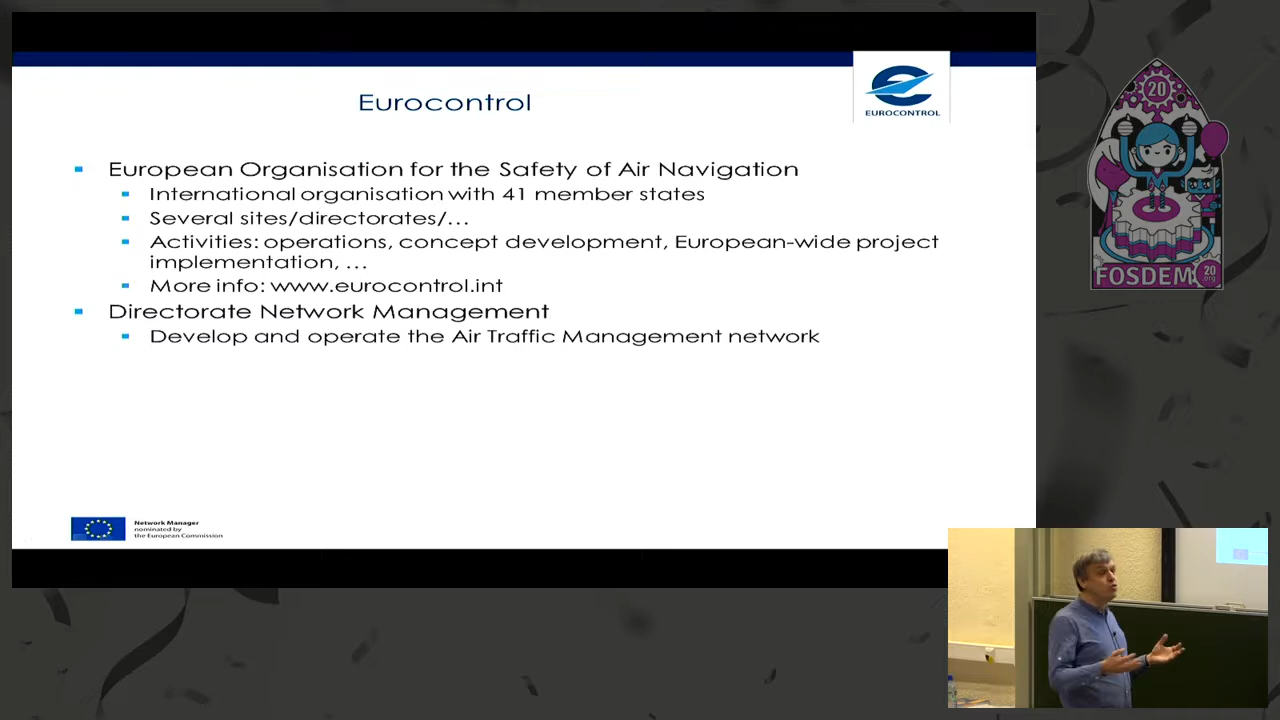 Eurocontrol
EUROCONTROL
European Organisation for the Safety of Air Navigation
International organisation with 41 member states
Several sites/directorates/...
Activities: operations, concept development, European-wide project
implementation, ...
More info: www.eurocontrol.int
Directorate Network Management
Develop and operate the Air Traffic Management network
Network Manager
nominated by
the European Commission
20
FOSDEM
20
.org